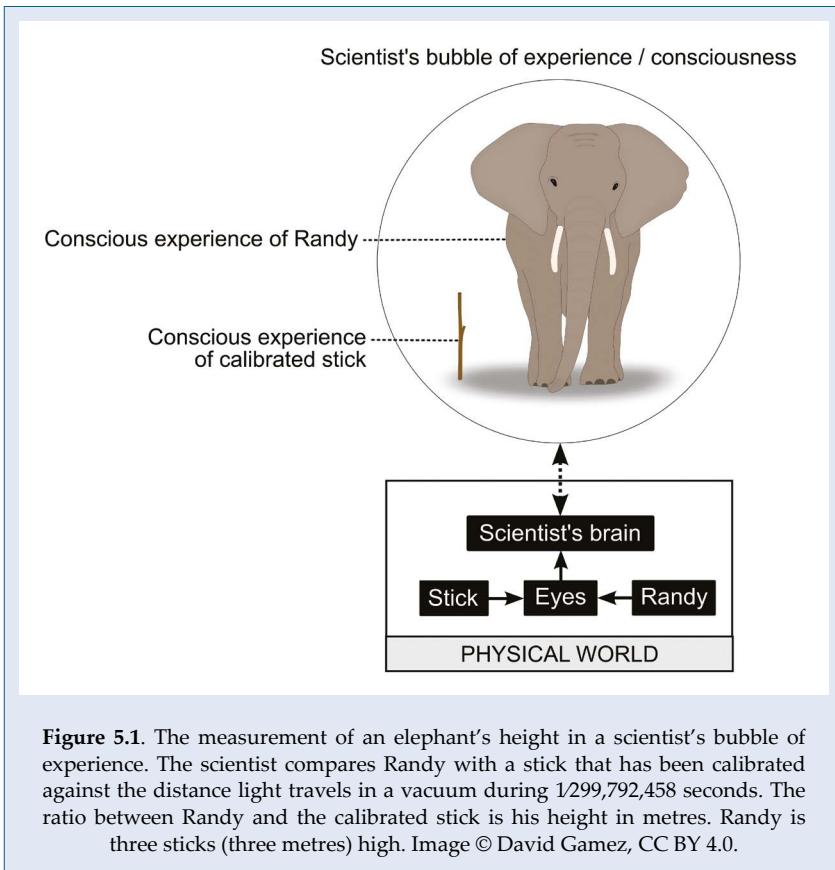 Scientist's bubble of experience / consciousness
Conscious experience of Randy
Conscious experience
of calibrated stick
Scientist's brain
Stick
Eyes
Randy
PHYSICAL WORLD
Figure 5.1. The measurement of an elephant’s height in a scientist’s bubble of
experience. The scientist compares Randy with a stick that has been calibrated
against the distance light travels in a vacuum during 1⁄299,792,458 seconds. The
ratio between Randy and the calibrated stick is his height in metres. Randy is
three sticks (three metres) high. Image © David Gamez, CC BY 4.0.